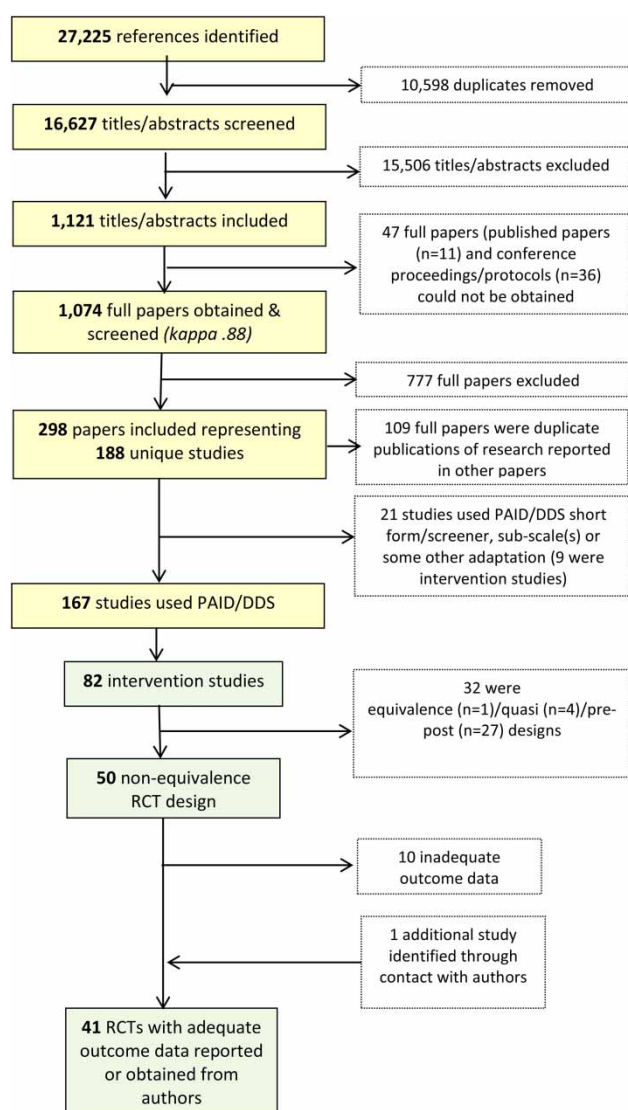 27,225 references identified
10,598 duplicates removed
16,627 titles/abstracts screened
15,506 titles/abstracts excluded
1,121 titles/abstracts included
47 full papers (published papers
(n=11) and conference
proceedings/protocols (n=36)
could not be obtained
1,074 full papers obtained &
screened (kappa .88)
777 full papers excluded
298 papers included representing
188 unique studies
109 full papers were duplicate
publications of research reported
in other papers
21 studies used PAID/DDS short
form/screener, sub-scale(s) or
some other adaptation (9 were
intervention studies)
167 studies used PAID/DDS
82 intervention studies
32 were
equivalence (n=1)/quasi (n=4)/pre-
post (n=27) designs
50 non-equivalence
RCT design
10 inadequate
outcome data
1 additional study
identified through
contact with authors
41 RCTs with adequate
outcome data reported
or obtained from
authors